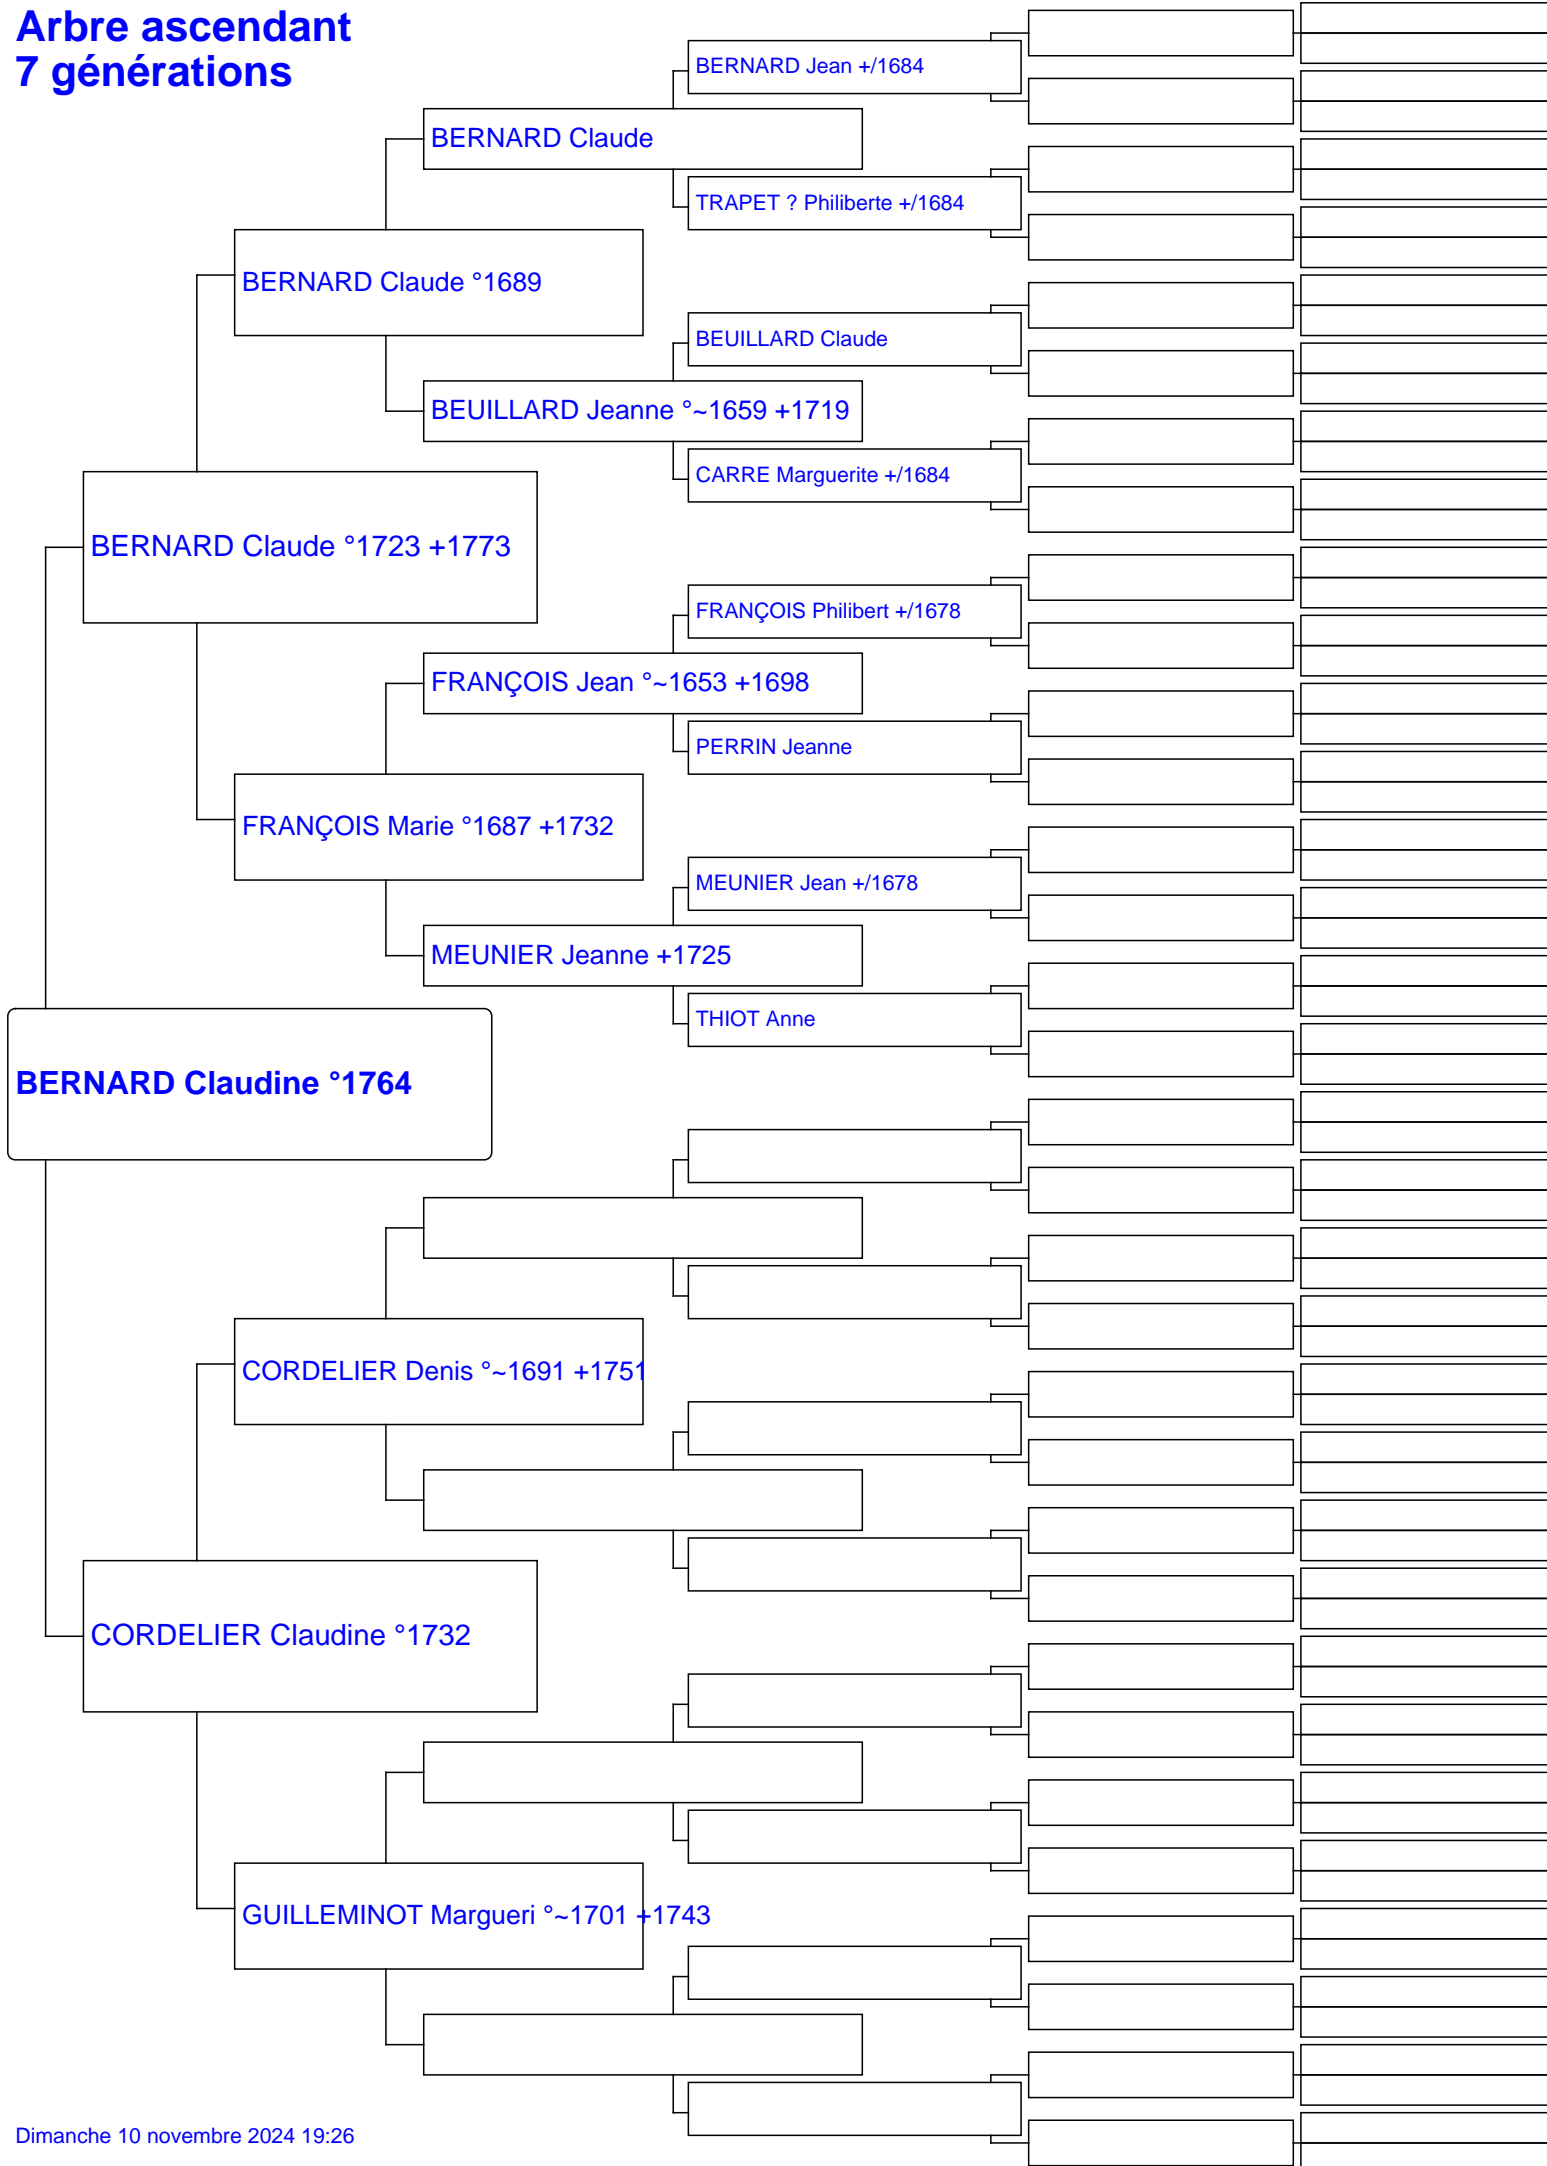 Arbre ascendant
7 générations
BERNARD Jean +/1684
BERNARD Claude
TRAPET ? Philiberte +/1684
BERNARD Claude °1689
BEUILLARD Claude
BEUILLARD Jeanne °~1659 +1719
CARRE Marguerite +/1684
BERNARD Claude °1723 +1773
FRANÇOIS Philibert +/1678
FRANÇOIS Jean °~1653 +1698
PERRIN Jeanne
FRANÇOIS Marie °1687 +1732
MEUNIER Jean +/1678
MEUNIER Jeanne +1725
THIOT Anne
BERNARD Claudine °1764
CORDELIER Denis °~1691 +1751
CORDELIER Claudine °1732
GUILLEMINOT Margueri °~1701 +1743
Dimanche 10 novembre 2024 19:26